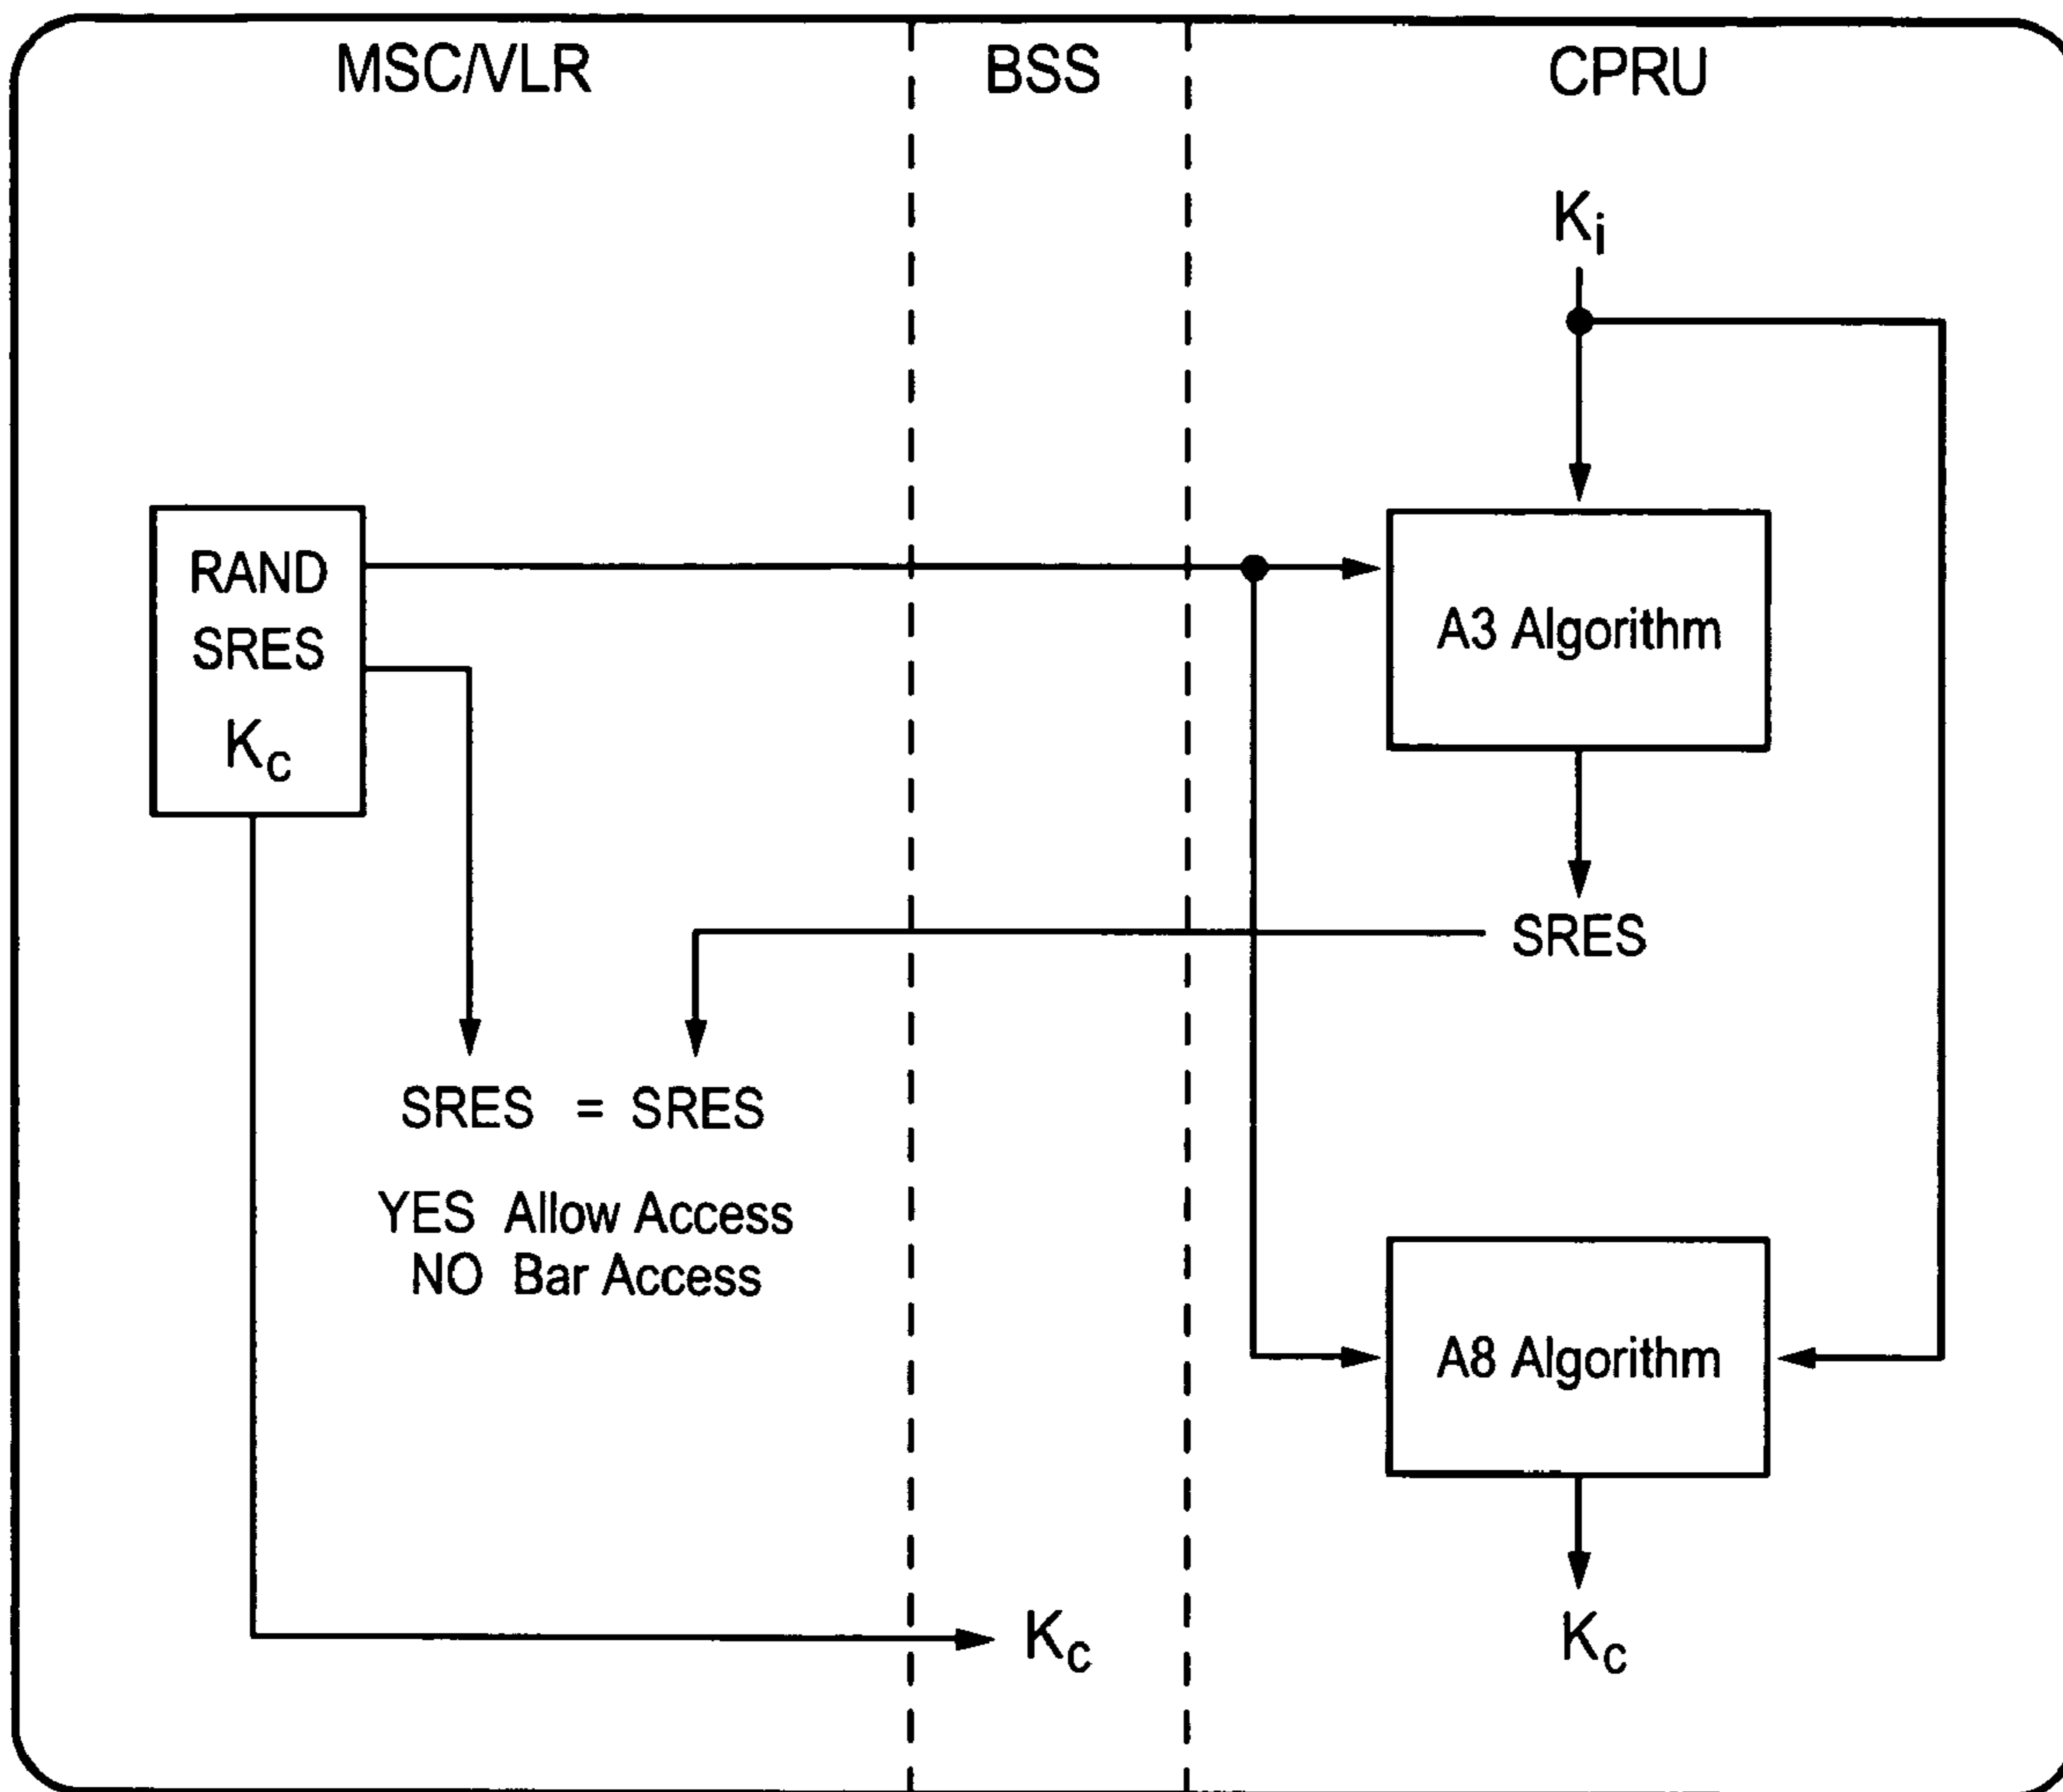 MSC/VLR
BSS
CPRU
Ki
RAND
SRES
Kc
A3 Algorithm
SRES
SRES = SRES
YES Allow Access
NO Bar Access
A8 Algorithm
Kc
Kc